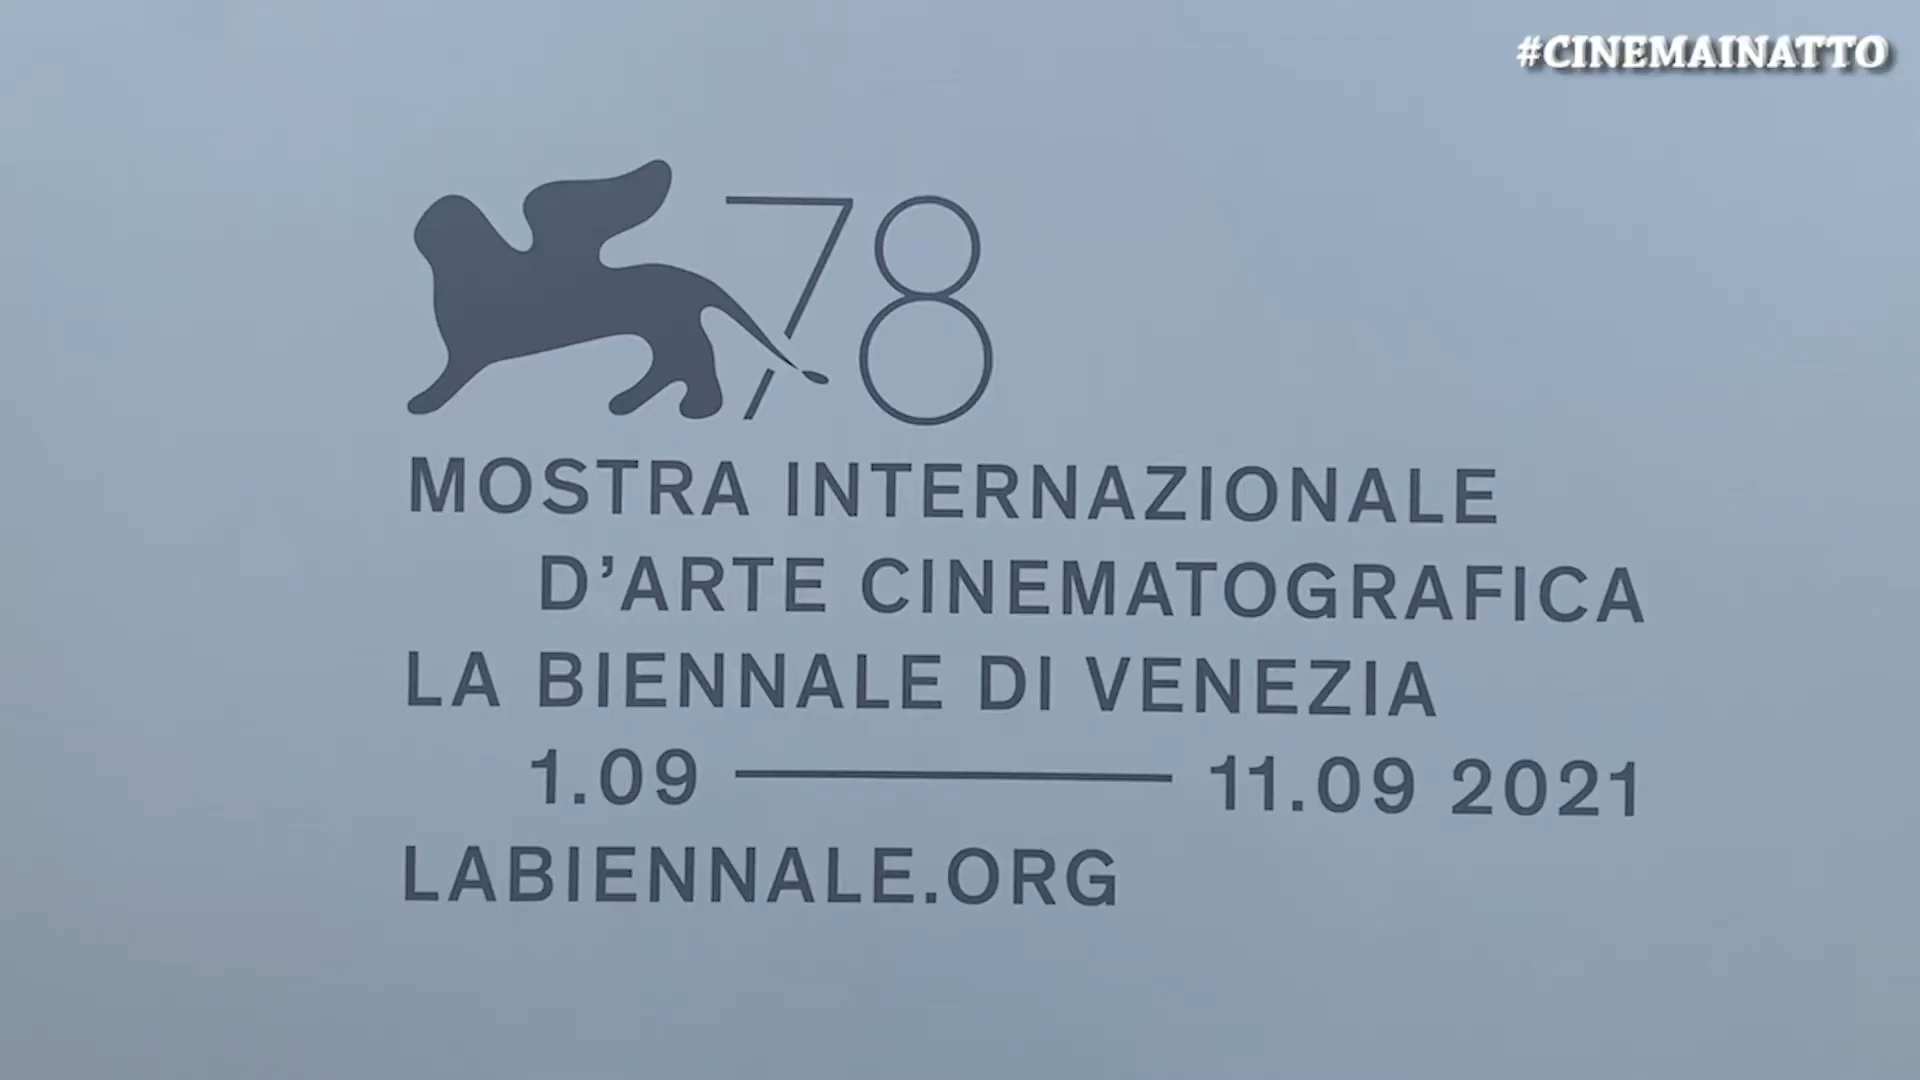 #CINEMAINATTO
78
MOSTRA INTERNAZIONALE
D’ARTE CINEMATOGRAFICA
LA BIENNALE DI VENEZIA
1.09 — 11.09 2021
LABIENNALE.ORG